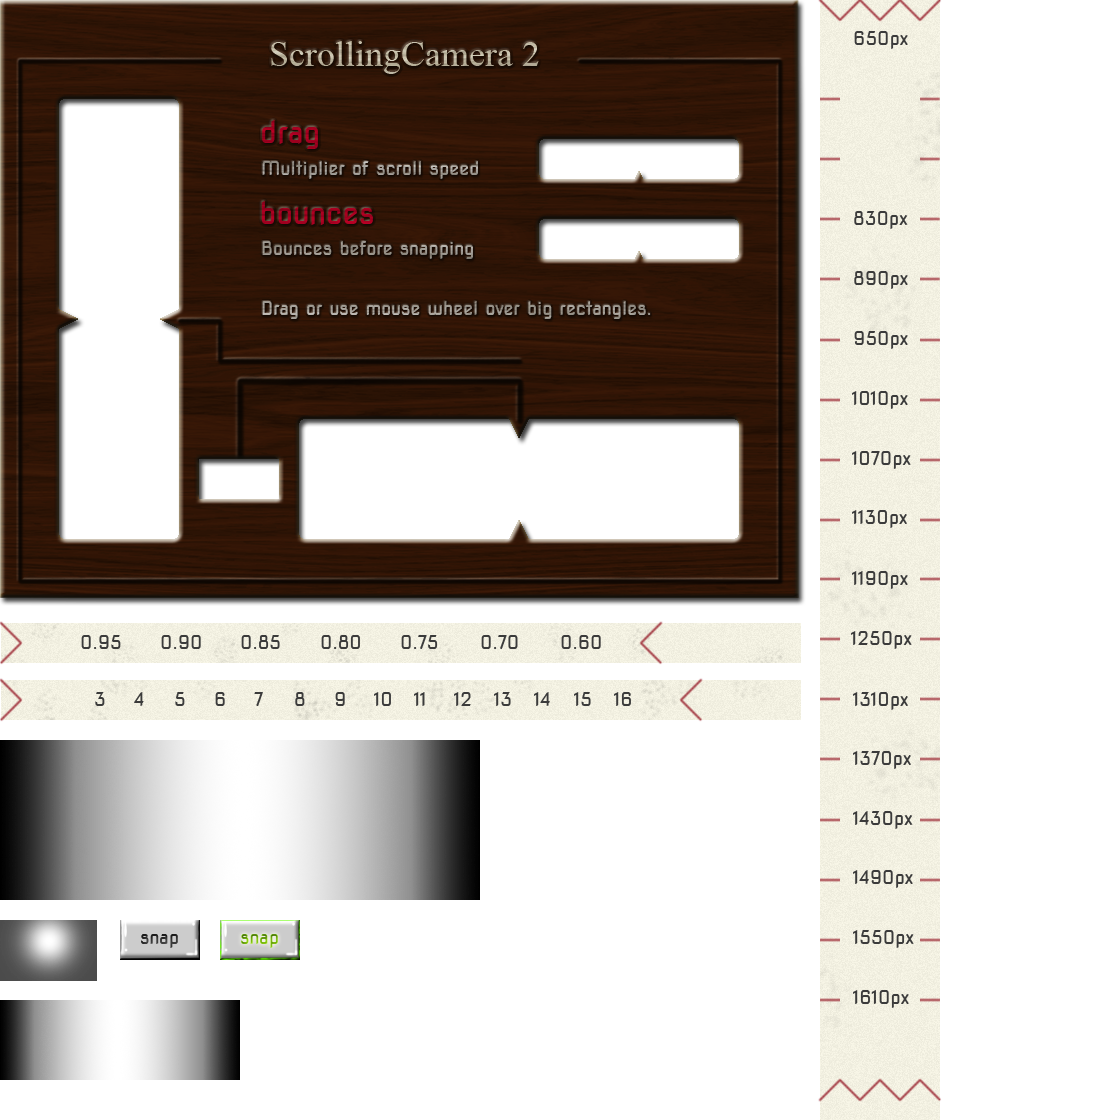 ScrollingCamera 2
drag
Multiplier of scroll speed
bounces
Bounces before snapping
Drag or use mouse wheel over big rectangles.
0.95 0.90 0.85 0.80 0.75 0.70 0.60
3 4 5 6 7 8 9 10 11 12 13 14 15 16
snap
snap
650px
830px
890px
950px
1010px
1070px
1130px
1190px
1250px
1310px
1370px
1430px
1490px
1550px
1610px